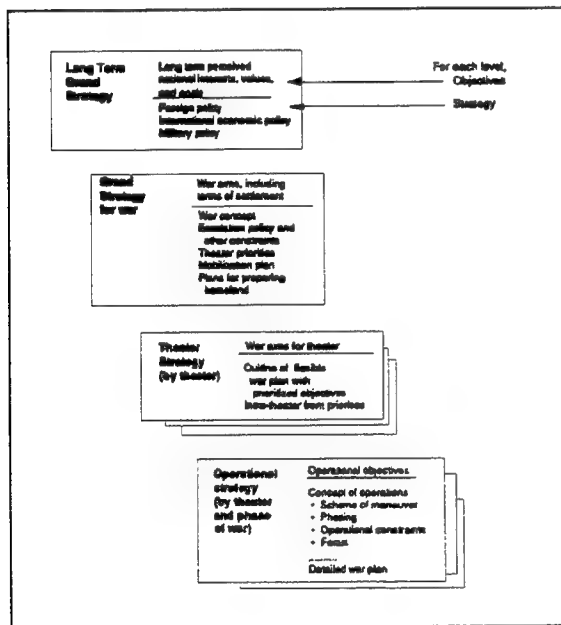 Long Term
Grand
Strategy
Long term perceived
national interests, values,
and goals
Foreign policy
International economic policy
Military policy
For each level,
Objectives
Strategy
Grand
Strategy
for war
War aims, including
terms of settlement
War concept
Escalation policy and
other constraints
Theater priorities
Mobilization plan
Plans for preparing
homeland
Theater
Strategy
(by theater)
War aims for theater
Outline of flexible
war plan with
prioritized objectives
Intra-theater front priorities
Operational
strategy
(by theater
and phase
of war)
Operational objectives
Concept of operations
• Scheme of maneuver
• Phasing
• Operational constraints
• Forces
Detailed war plan